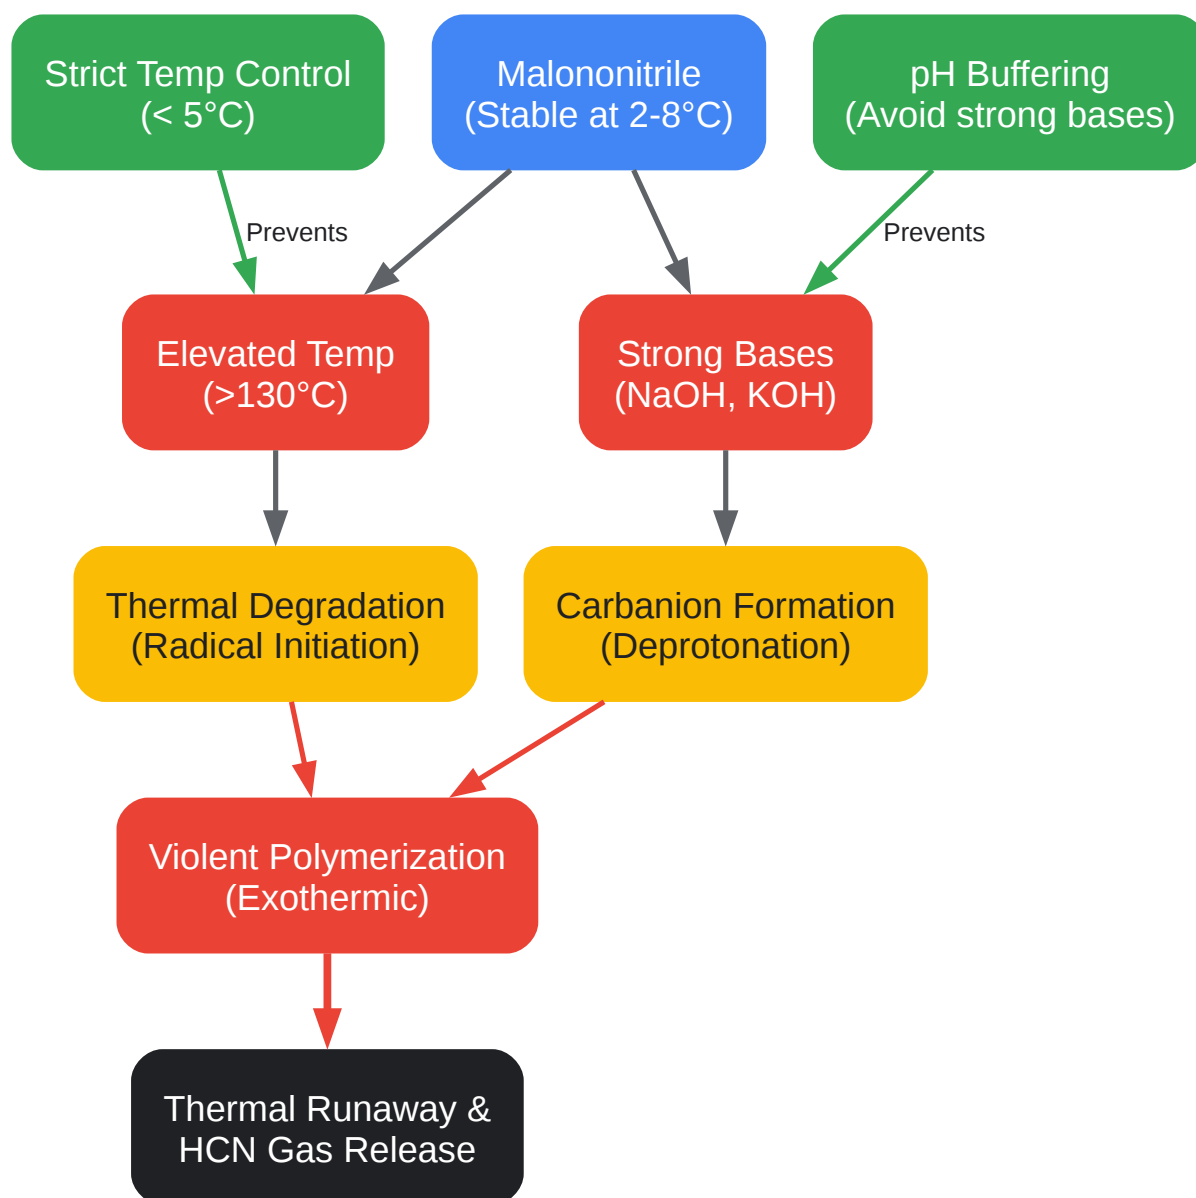 Strict Temp Control
(< 5°C)
Malononitrile
(Stable at 2-8°C)
pH Buffering
(Avoid strong bases)
Prevents
Prevents
Elevated Temp
(>130°C)
Strong Bases
(NaOH, KOH)
Thermal Degradation
(Radical Initiation)
Carbanion Formation
(Deprotonation)
Violent Polymerization
(Exothermic)
Thermal Runaway &
HCN Gas Release